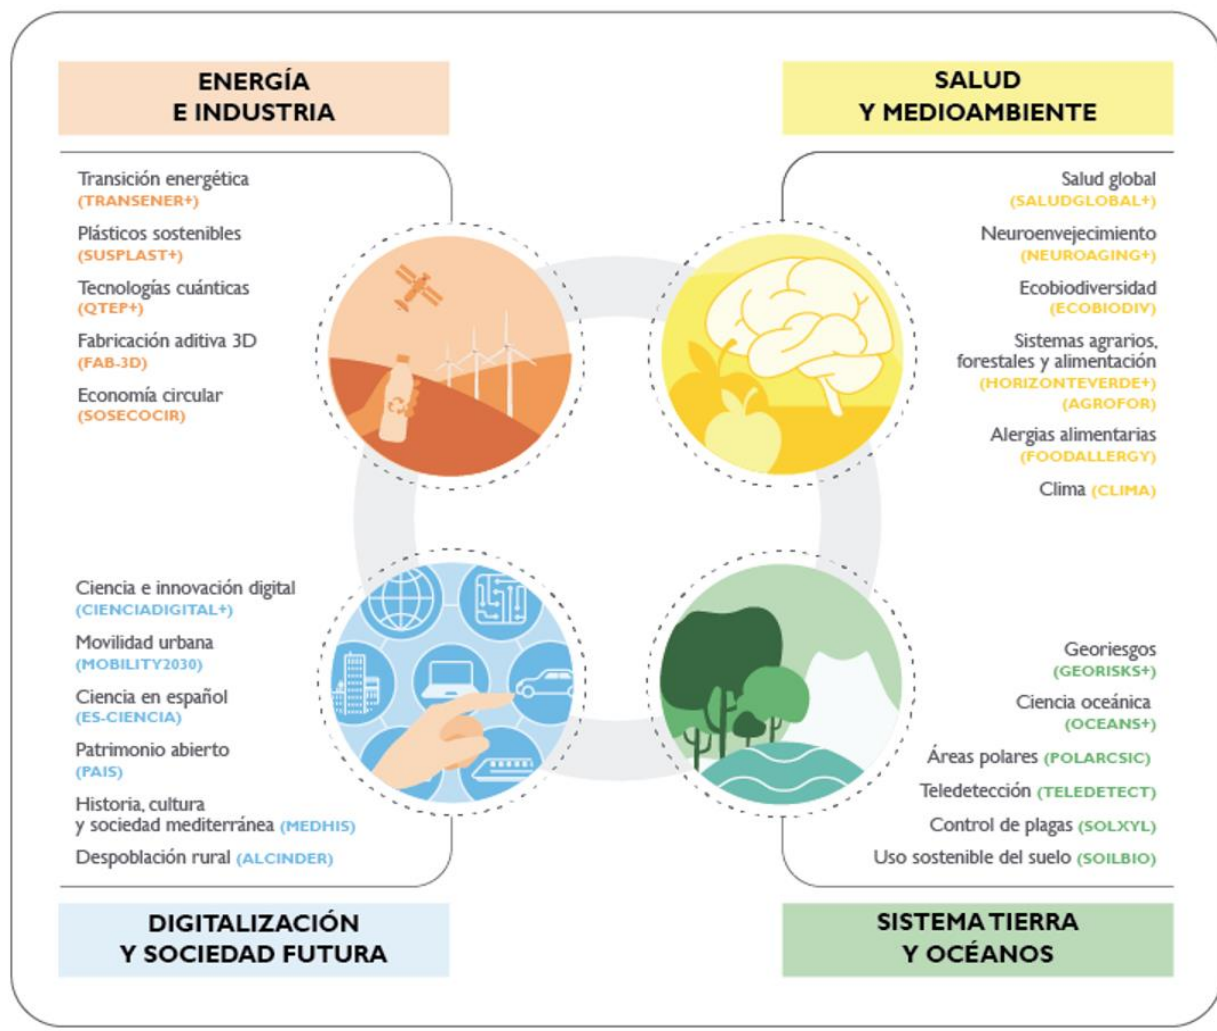 ENERGÍA
E INDUSTRIA
Transición energética
(TRANSENER+)
Plásticos sostenibles
(SUSPLAST+)
Tecnologías cuánticas
(QTEP+)
Fabricación aditiva 3D
(FAB-3D)
Economía circular
(SOSECOCIR)
SALUD
Y MEDIOAMBIENTE
Salud global
(SALUDGLOBAL+)
Neuroenvejecimiento
(NEUROAGING+)
Ecobiodiversidad
(ECOBIODIV)
Sistemas agrarios,
forestales y alimentación
(HORIZONTEVERDE+)
(AGROFOR)
Alergias alimentarias
(FOODALLERGY)
Clima (CLIMA)
Ciencia e innovación digital
(CIENCIADIGITAL+)
Movilidad urbana
(MOBILITY2030)
Ciencia en español
(ES-CIENCIA)
Patrimonio abierto
(PAIS)
Historia, cultura
y sociedad mediterránea (MEDHIS)
Despoblación rural (ALCINDER)
DIGITALIZACIÓN
Y SOCIEDAD FUTURA
Georiesgos
(GEORISKS+)
Ciencia oceánica
(OCEANS+)
Áreas polares (POLARCSIC)
Teledetección (TELEDETECT)
Control de plagas (SOLXYL)
Uso sostenible del suelo (SOILBIO)
SISTEMA TIERRA
Y OCÉANOS